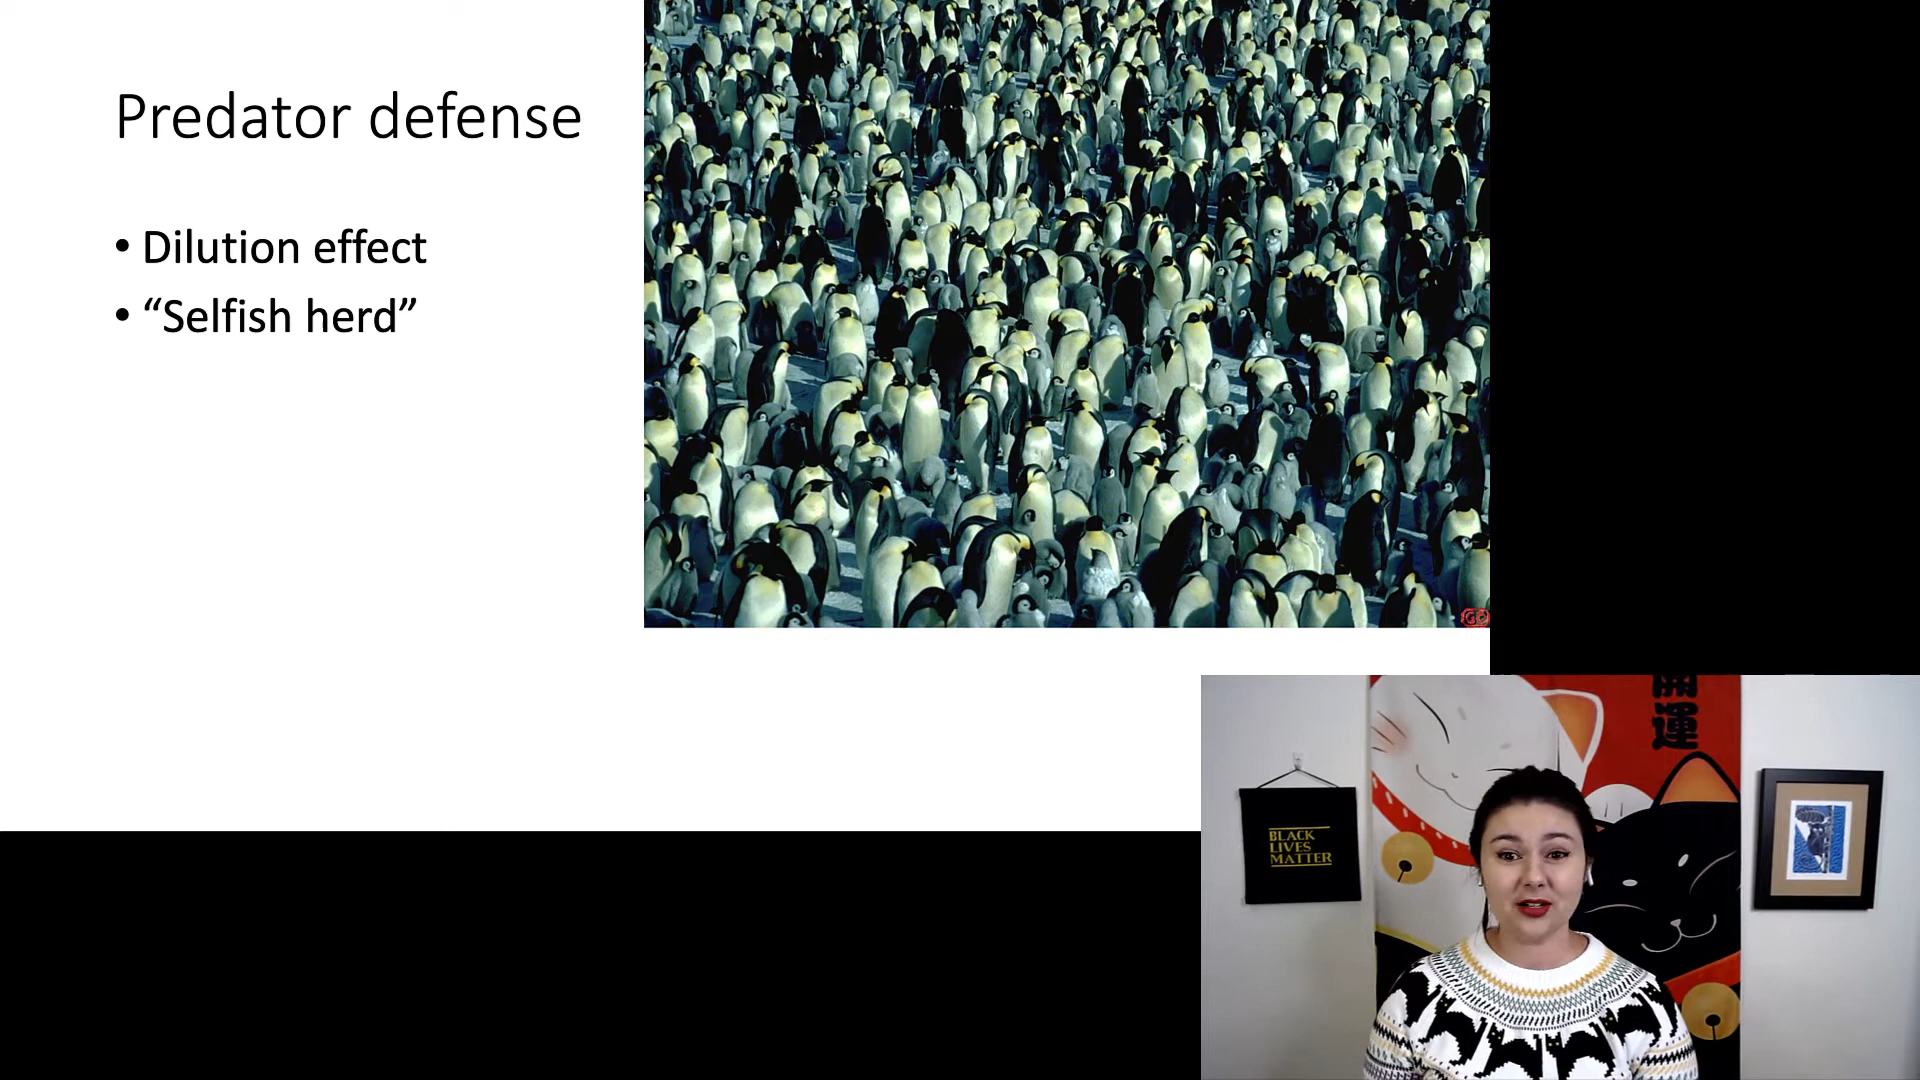 Predator defense
• Dilution effect
• “Selfish herd”
開運
BLACK
LIVES
MATTER